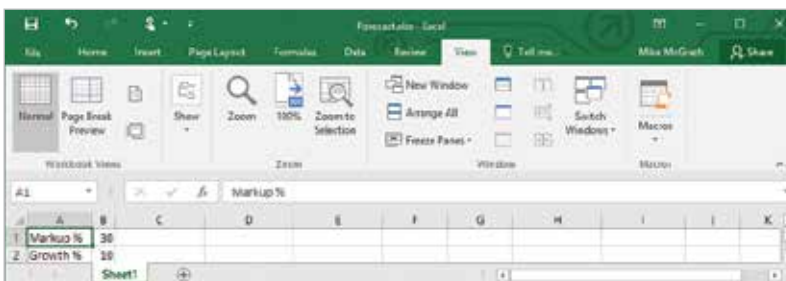 Forecast.xlsx - Excel
File Home Insert Page Layout Formulas Data Review View Tell me... Mike McGrath Share
Normal Page Break Preview Show Zoom 100% Zoom to Selection New Window Arrange All Freeze Panes Switch Windows Macros
Workbook Views Zoom Window Macros
A1 fx Markup %
A B C D E F G H I J K
1 Markup % 30
2 Growth % 10
Sheet1